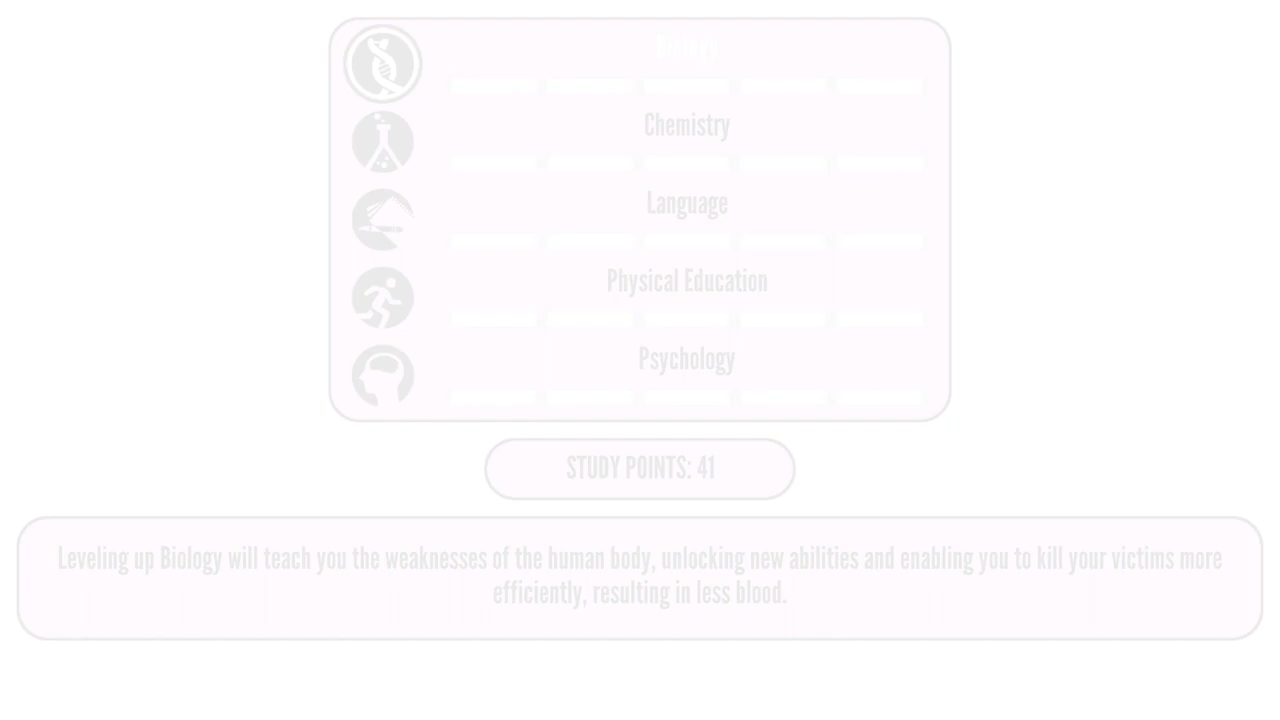 Biology
Chemistry
Language
Physical Education
Psychology
STUDY POINTS: 41
Leveling up Biology will teach you the weaknesses of the human body, unlocking new abilities and enabling you to kill your victims more
efficiently, resulting in less blood.